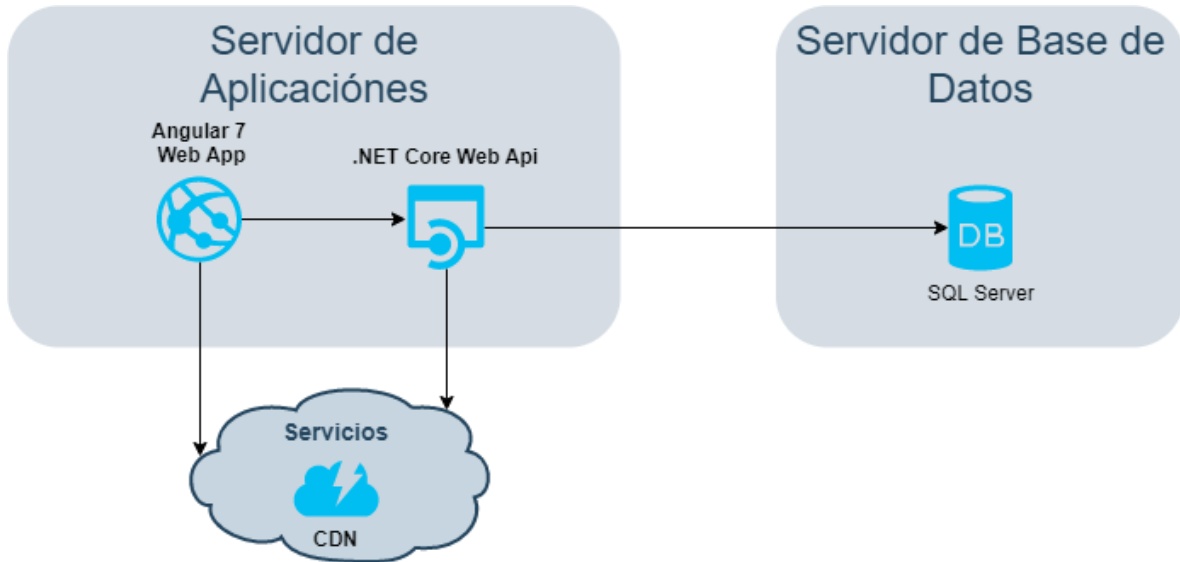 Servidor de
Aplicaciónes
Servidor de Base de
Datos
Angular 7
Web App
.NET Core Web Api
DB
SQL Server
Servicios
CDN